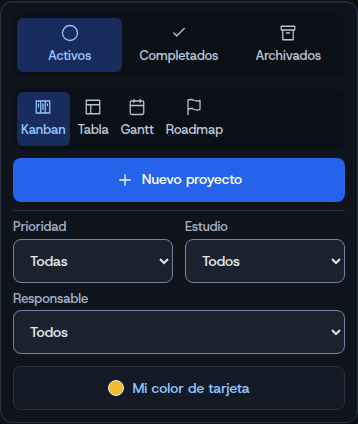 Activos Completados Archivados
Kanban Tabla Gantt Roadmap
+ Nuevo proyecto
Prioridad Estudio
Todas Todos
Responsable
Todos
Mi color de tarjeta